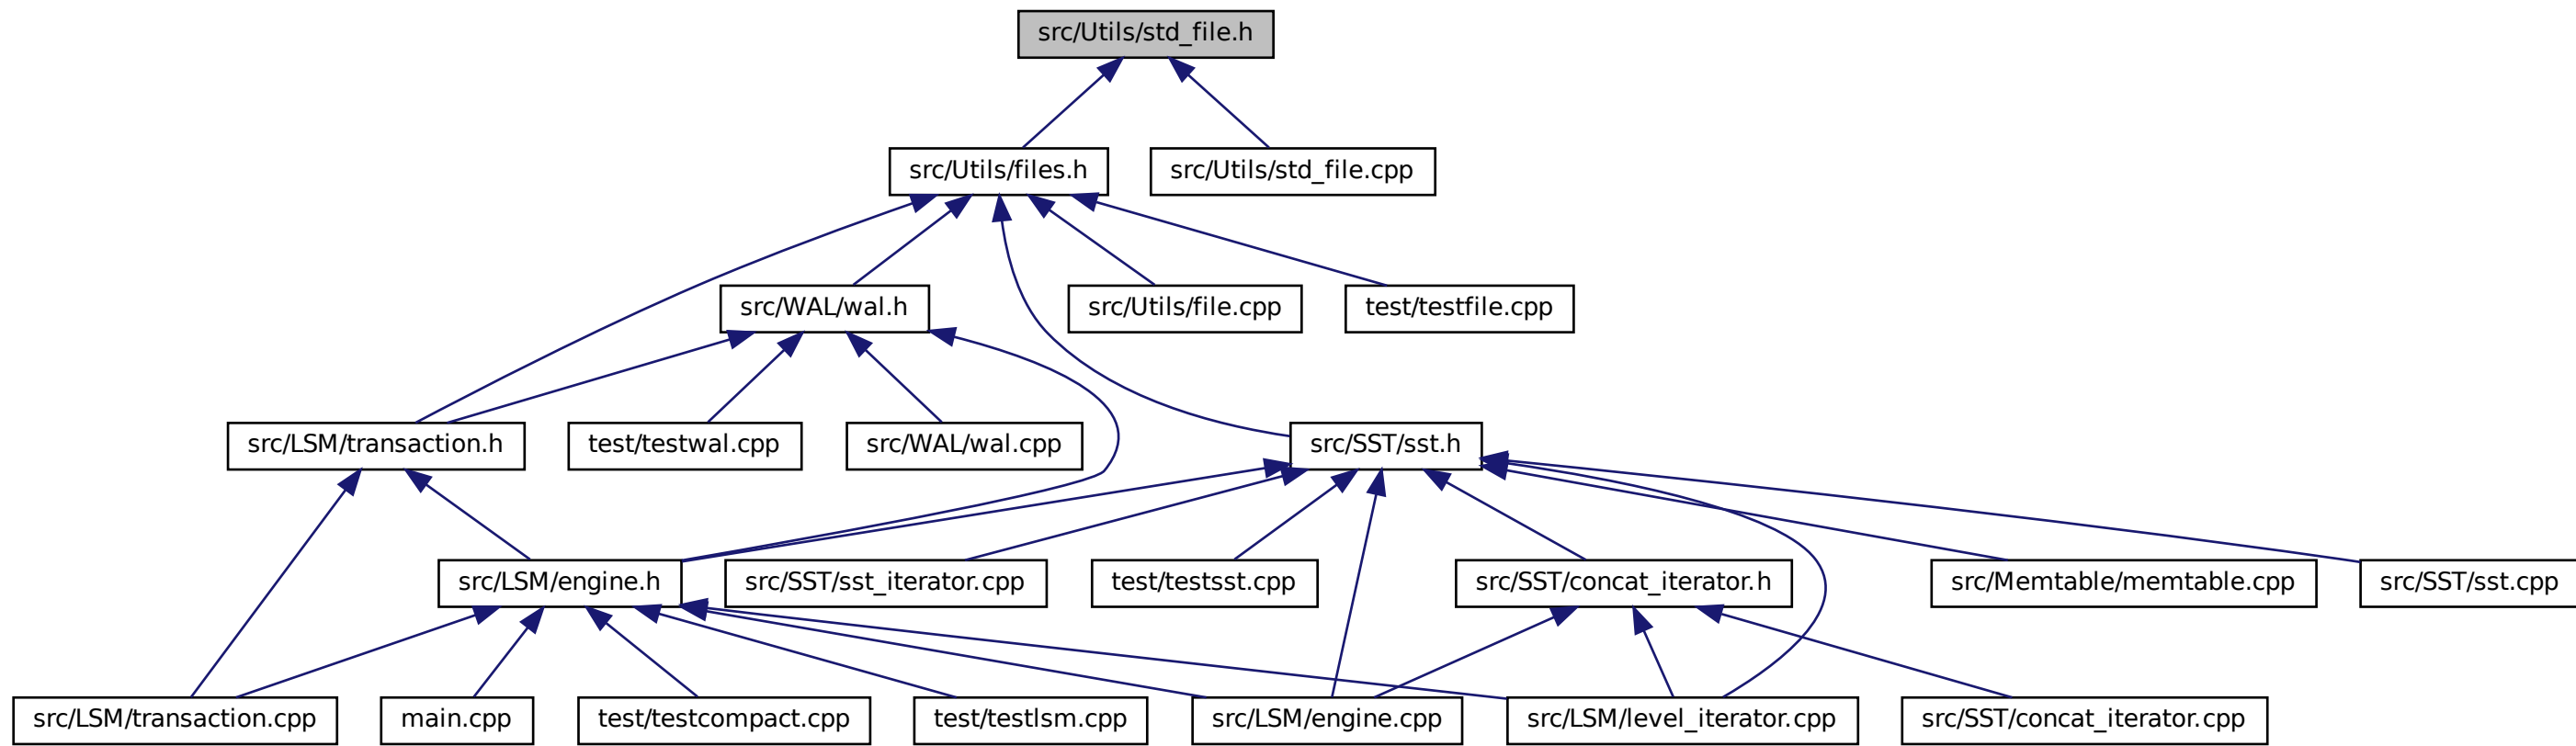 src/Utils/std_file.h
src/Utils/files.h
src/Utils/std_file.cpp
src/WAL/wal.h
src/Utils/file.cpp
test/testfile.cpp
src/LSM/transaction.h
test/testwal.cpp
src/WAL/wal.cpp
src/SST/sst.h
src/LSM/engine.h
src/SST/sst_iterator.cpp
test/testsst.cpp
src/SST/concat_iterator.h
src/Memtable/memtable.cpp
src/SST/sst.cpp
src/LSM/transaction.cpp
main.cpp
test/testcompact.cpp
test/testlsm.cpp
src/LSM/engine.cpp
src/LSM/level_iterator.cpp
src/SST/concat_iterator.cpp